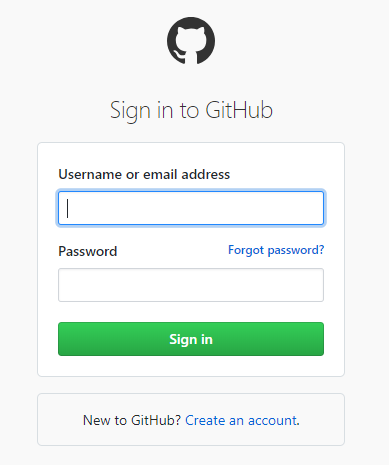 Sign in to GitHub
Username or email address
Password Forgot password?
Sign in
New to GitHub? Create an account.